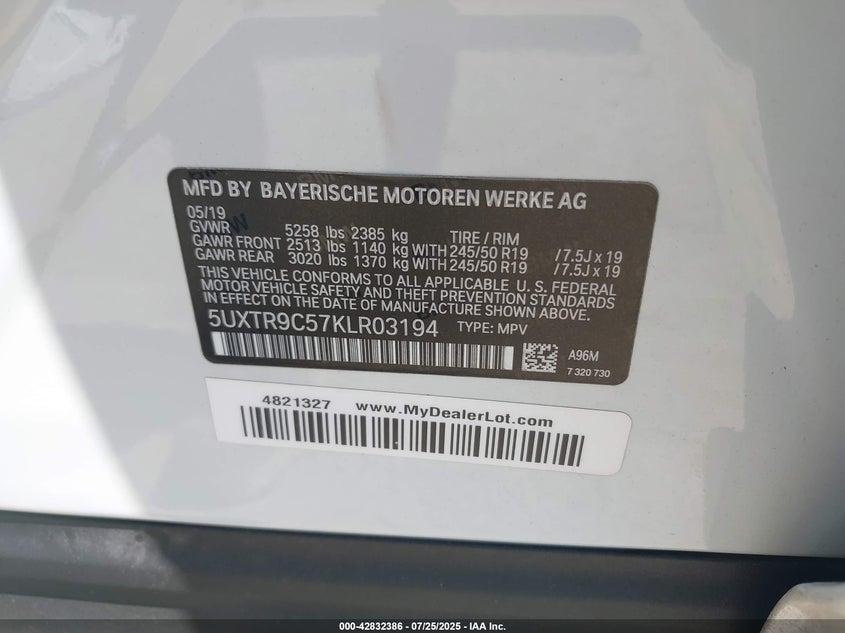 MFD BY BAYERISCHE MOTOREN WERKE AG
05/19
GVWR 5258 lbs 2385 kg TIRE / RIM
GAWR FRONT 2513 lbs 1140 kg WITH 245/50 R19 / 7.5J x 19
GAWR REAR 3020 lbs 1370 kg WITH 245/50 R19 / 7.5J x 19
THIS VEHICLE CONFORMS TO ALL APPLICABLE U. S. FEDERAL
MOTOR VEHICLE SAFETY AND THEFT PREVENTION STANDARDS
IN EFFECT ON THE DATE OF MANUFACTURE SHOWN ABOVE.
5UXTR9C57KLR03194 TYPE: MPV
A96M
7 320 730
4821327 www.MyDealerLot.com
000-42832386 | 07/25/2025 - IAA Inc.